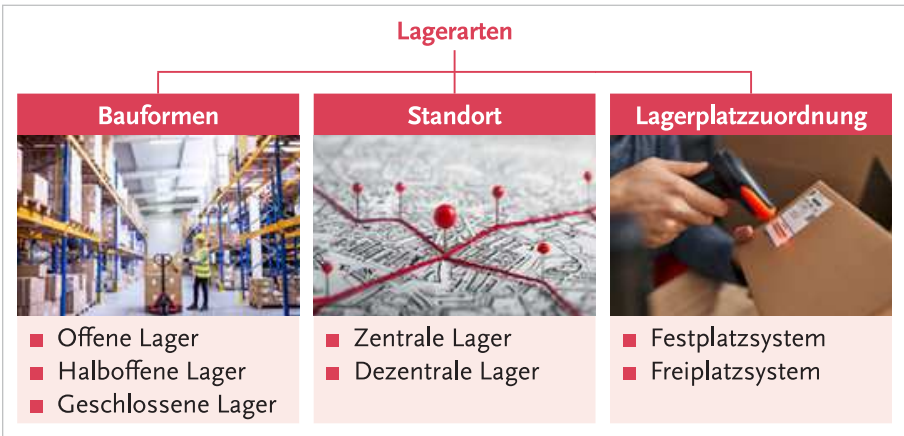 Lagerarten
Bauformen
Offene Lager
Halboffene Lager
Geschlossene Lager
Standort
Zentrale Lager
Dezentrale Lager
Lagerplatzzuordnung
Festplatzsystem
Freiplatzsystem